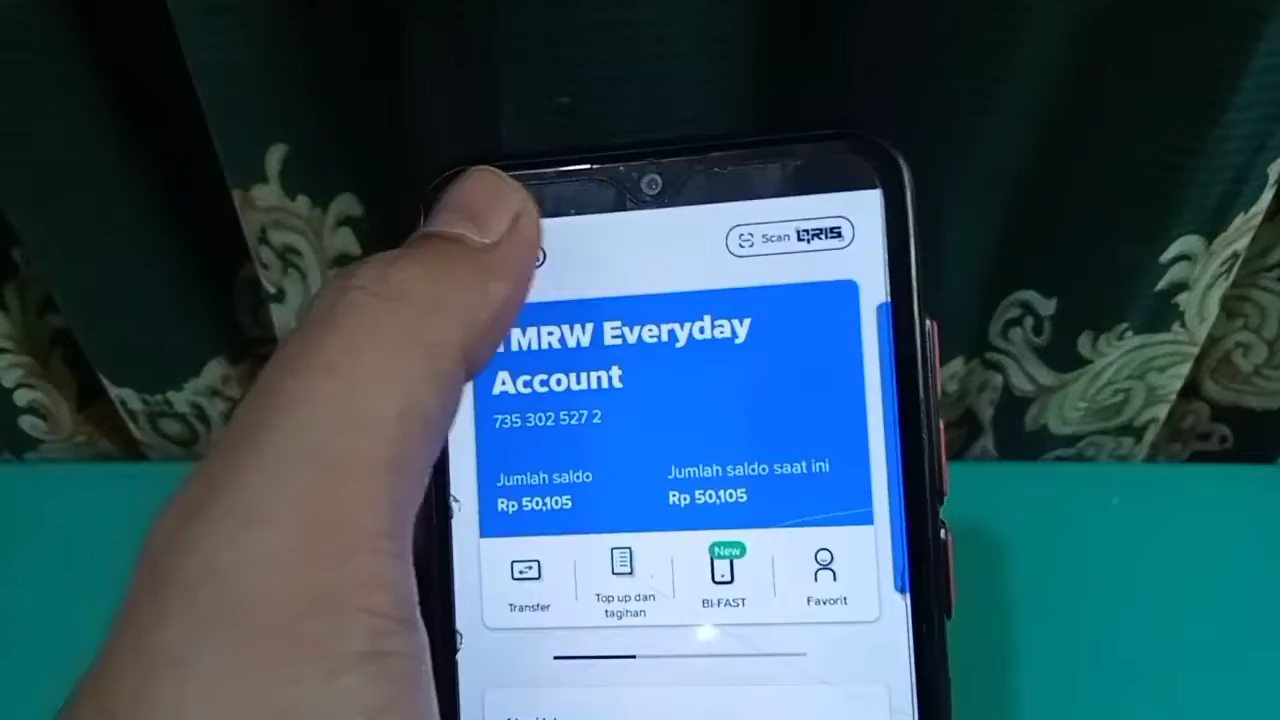 Scan QRIS
TMRW Everyday
Account
735 302 527 2
Jumlah saldo
Rp 50,105
Jumlah saldo saat ini
Rp 50,105
Transfer
Top up dan
tagihan
New
BI-FAST
Favorit